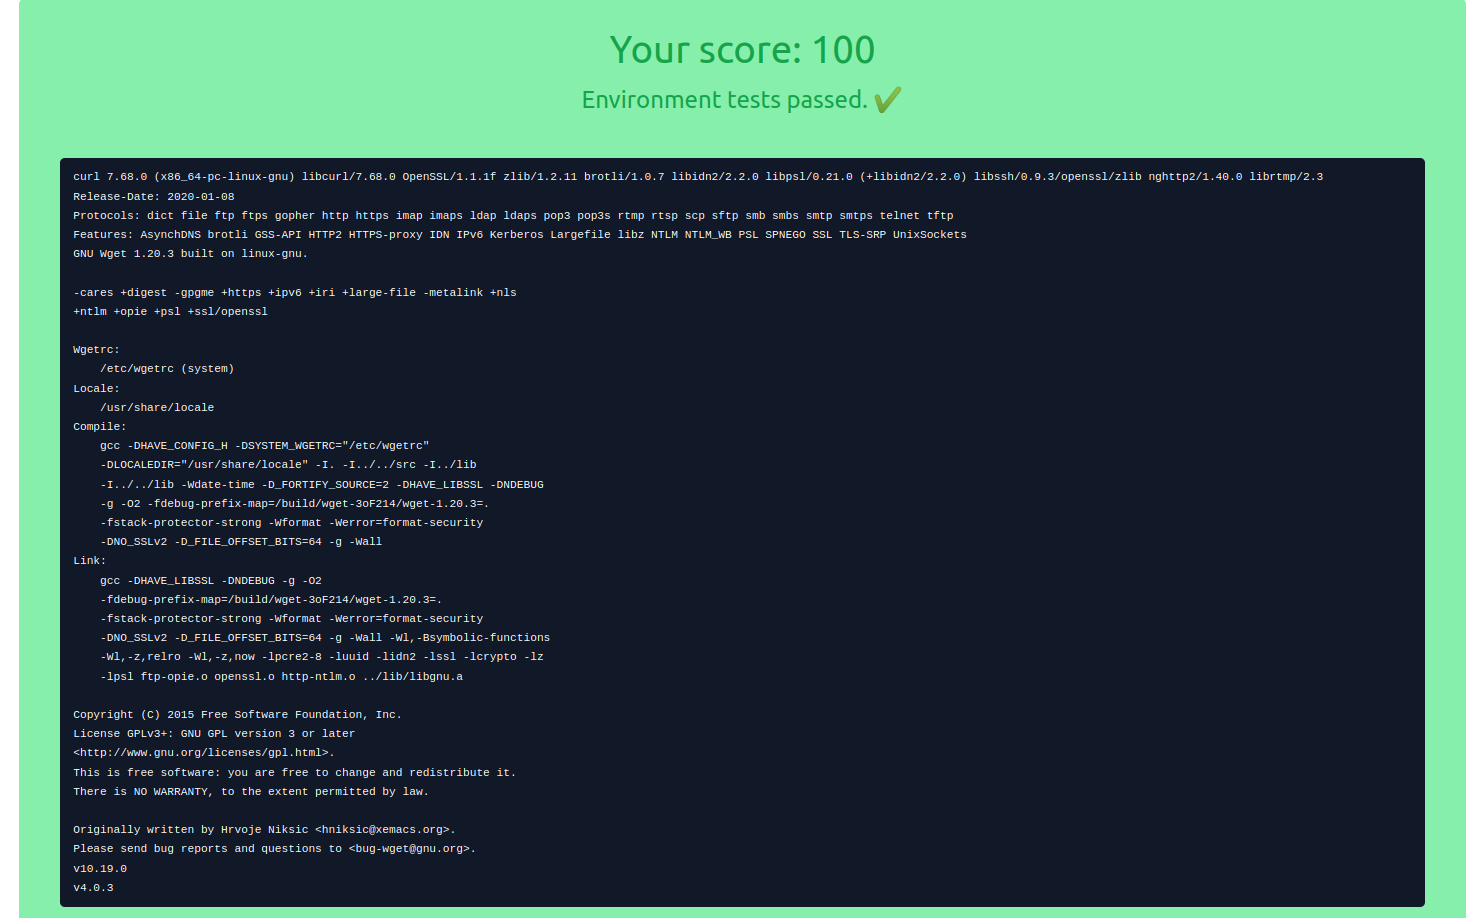 Your score: 100
Environment tests passed. ✔
curl 7.68.0 (x86_64-pc-linux-gnu) libcurl/7.68.0 OpenSSL/1.1.1f zlib/1.2.11 brotli/1.0.7 libidn2/2.2.0 libpsl/0.21.0 (+libidn2/2.2.0) libssh/0.9.3/openssl/zlib nghttp2/1.40.0 librtmp/2.3
Release-Date: 2020-01-08
Protocols: dict file ftp ftps gopher http https imap imaps ldap ldaps pop3 pop3s rtmp rtsp scp sftp smb smbs smtp smtps telnet tftp
Features: AsynchDNS brotli GSS-API HTTP2 HTTPS-proxy IDN IPv6 Kerberos Largefile libz NTLM NTLM_WB PSL SPNEGO SSL TLS-SRP UnixSockets
GNU Wget 1.20.3 built on linux-gnu.
-cares +digest -gpgme +https +ipv6 +iri +large-file -metalink +nls
+ntlm +opie +psl +ssl/openssl
Wgetrc:
/etc/wgetrc (system)
Locale:
/usr/share/locale
Compile:
gcc -DHAVE_CONFIG_H -DSYSTEM_WGETRC="/etc/wgetrc"
-DLOCALEDIR="/usr/share/locale" -I. -I../../src -I../lib
-I../../lib -Wdate-time -D_FORTIFY_SOURCE=2 -DHAVE_LIBSSL -DNDEBUG
-g -O2 -fdebug-prefix-map=/build/wget-3oF214/wget-1.20.3=.
-fstack-protector-strong -Wformat -Werror=format-security
-DNO_SSLv2 -D_FILE_OFFSET_BITS=64 -g -Wall
Link:
gcc -DHAVE_LIBSSL -DNDEBUG -g -O2
-fdebug-prefix-map=/build/wget-3oF214/wget-1.20.3=.
-fstack-protector-strong -Wformat -Werror=format-security
-DNO_SSLv2 -D_FILE_OFFSET_BITS=64 -g -Wall -Wl,-Bsymbolic-functions
-Wl,-z,relro -Wl,-z,now -lpcre2-8 -luuid -lidn2 -lssl -lcrypto -lz
-lpsl ftp-opie.o openssl.o http-ntlm.o ../lib/libgnu.a
Copyright (C) 2015 Free Software Foundation, Inc.
License GPLv3+: GNU GPL version 3 or later
<http://www.gnu.org/licenses/gpl.html>.
This is free software: you are free to change and redistribute it.
There is NO WARRANTY, to the extent permitted by law.
Originally written by Hrvoje Niksic <hniksic@xemacs.org>.
Please send bug reports and questions to <bug-wget@gnu.org>.
v10.19.0
v4.0.3